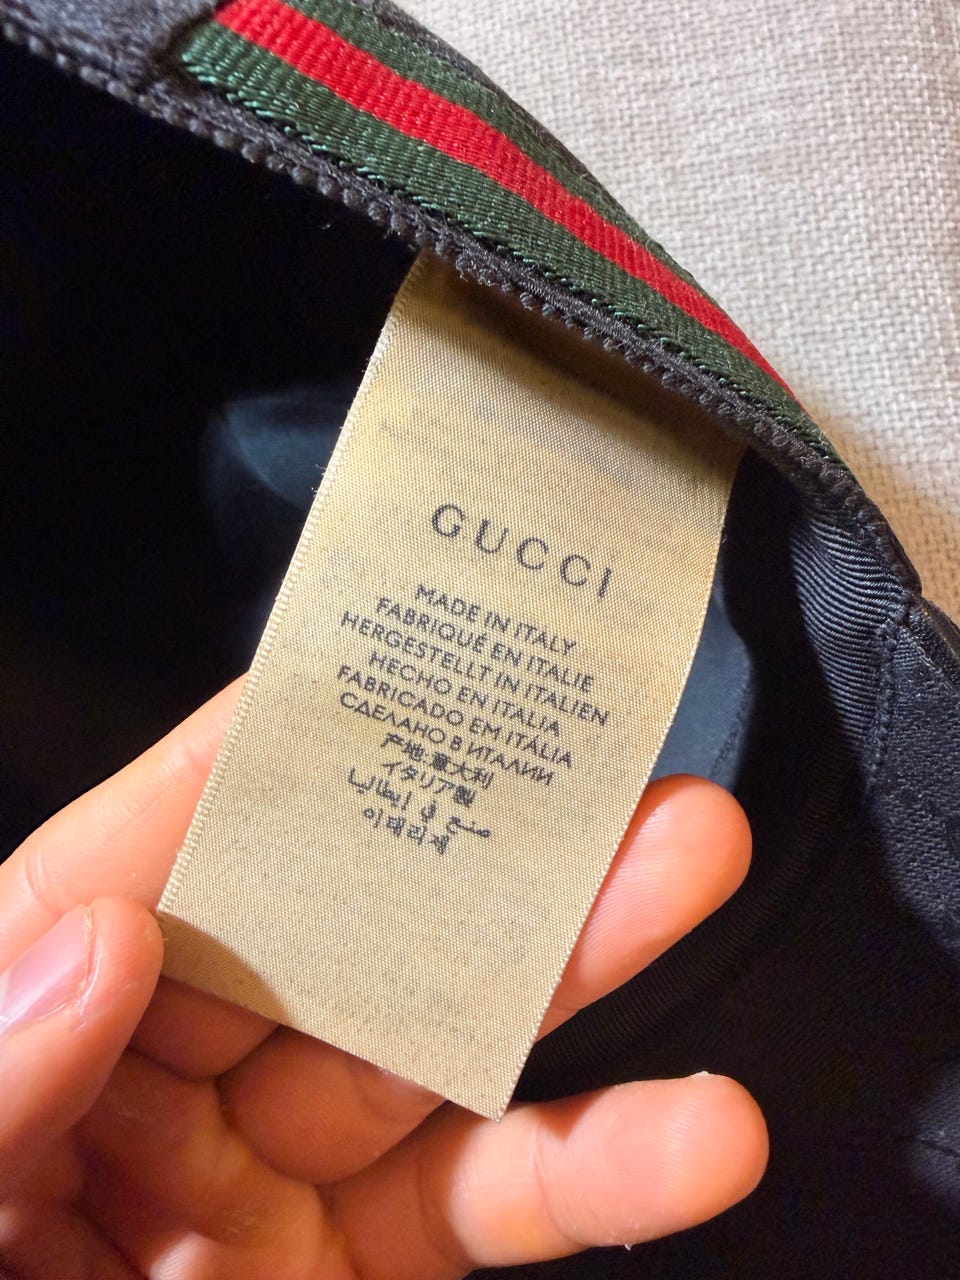 GUCCI
MADE IN ITALY
FABRIQUÉ EN ITALIE
HERGESTELLT IN ITALIEN
HECHO EN ITALIA
FABRICADO EM ITÁLIA
СДЕЛАНО В ИТАЛИИ
产地:意大利
イタリア製
صنع في إيطاليا
이태리제